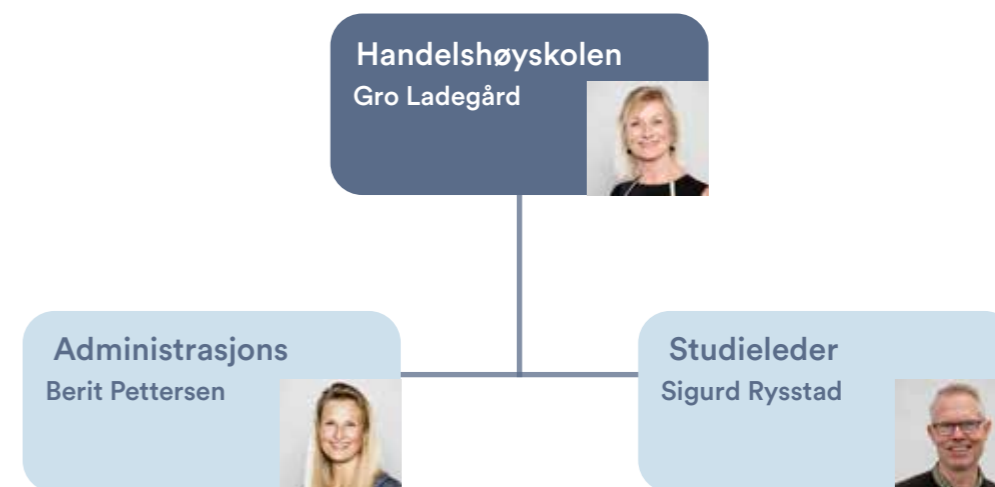 Handelshøyskolen
Gro Ladegård
Administrasjons
Berit Pettersen
Studieleder
Sigurd Rysstad